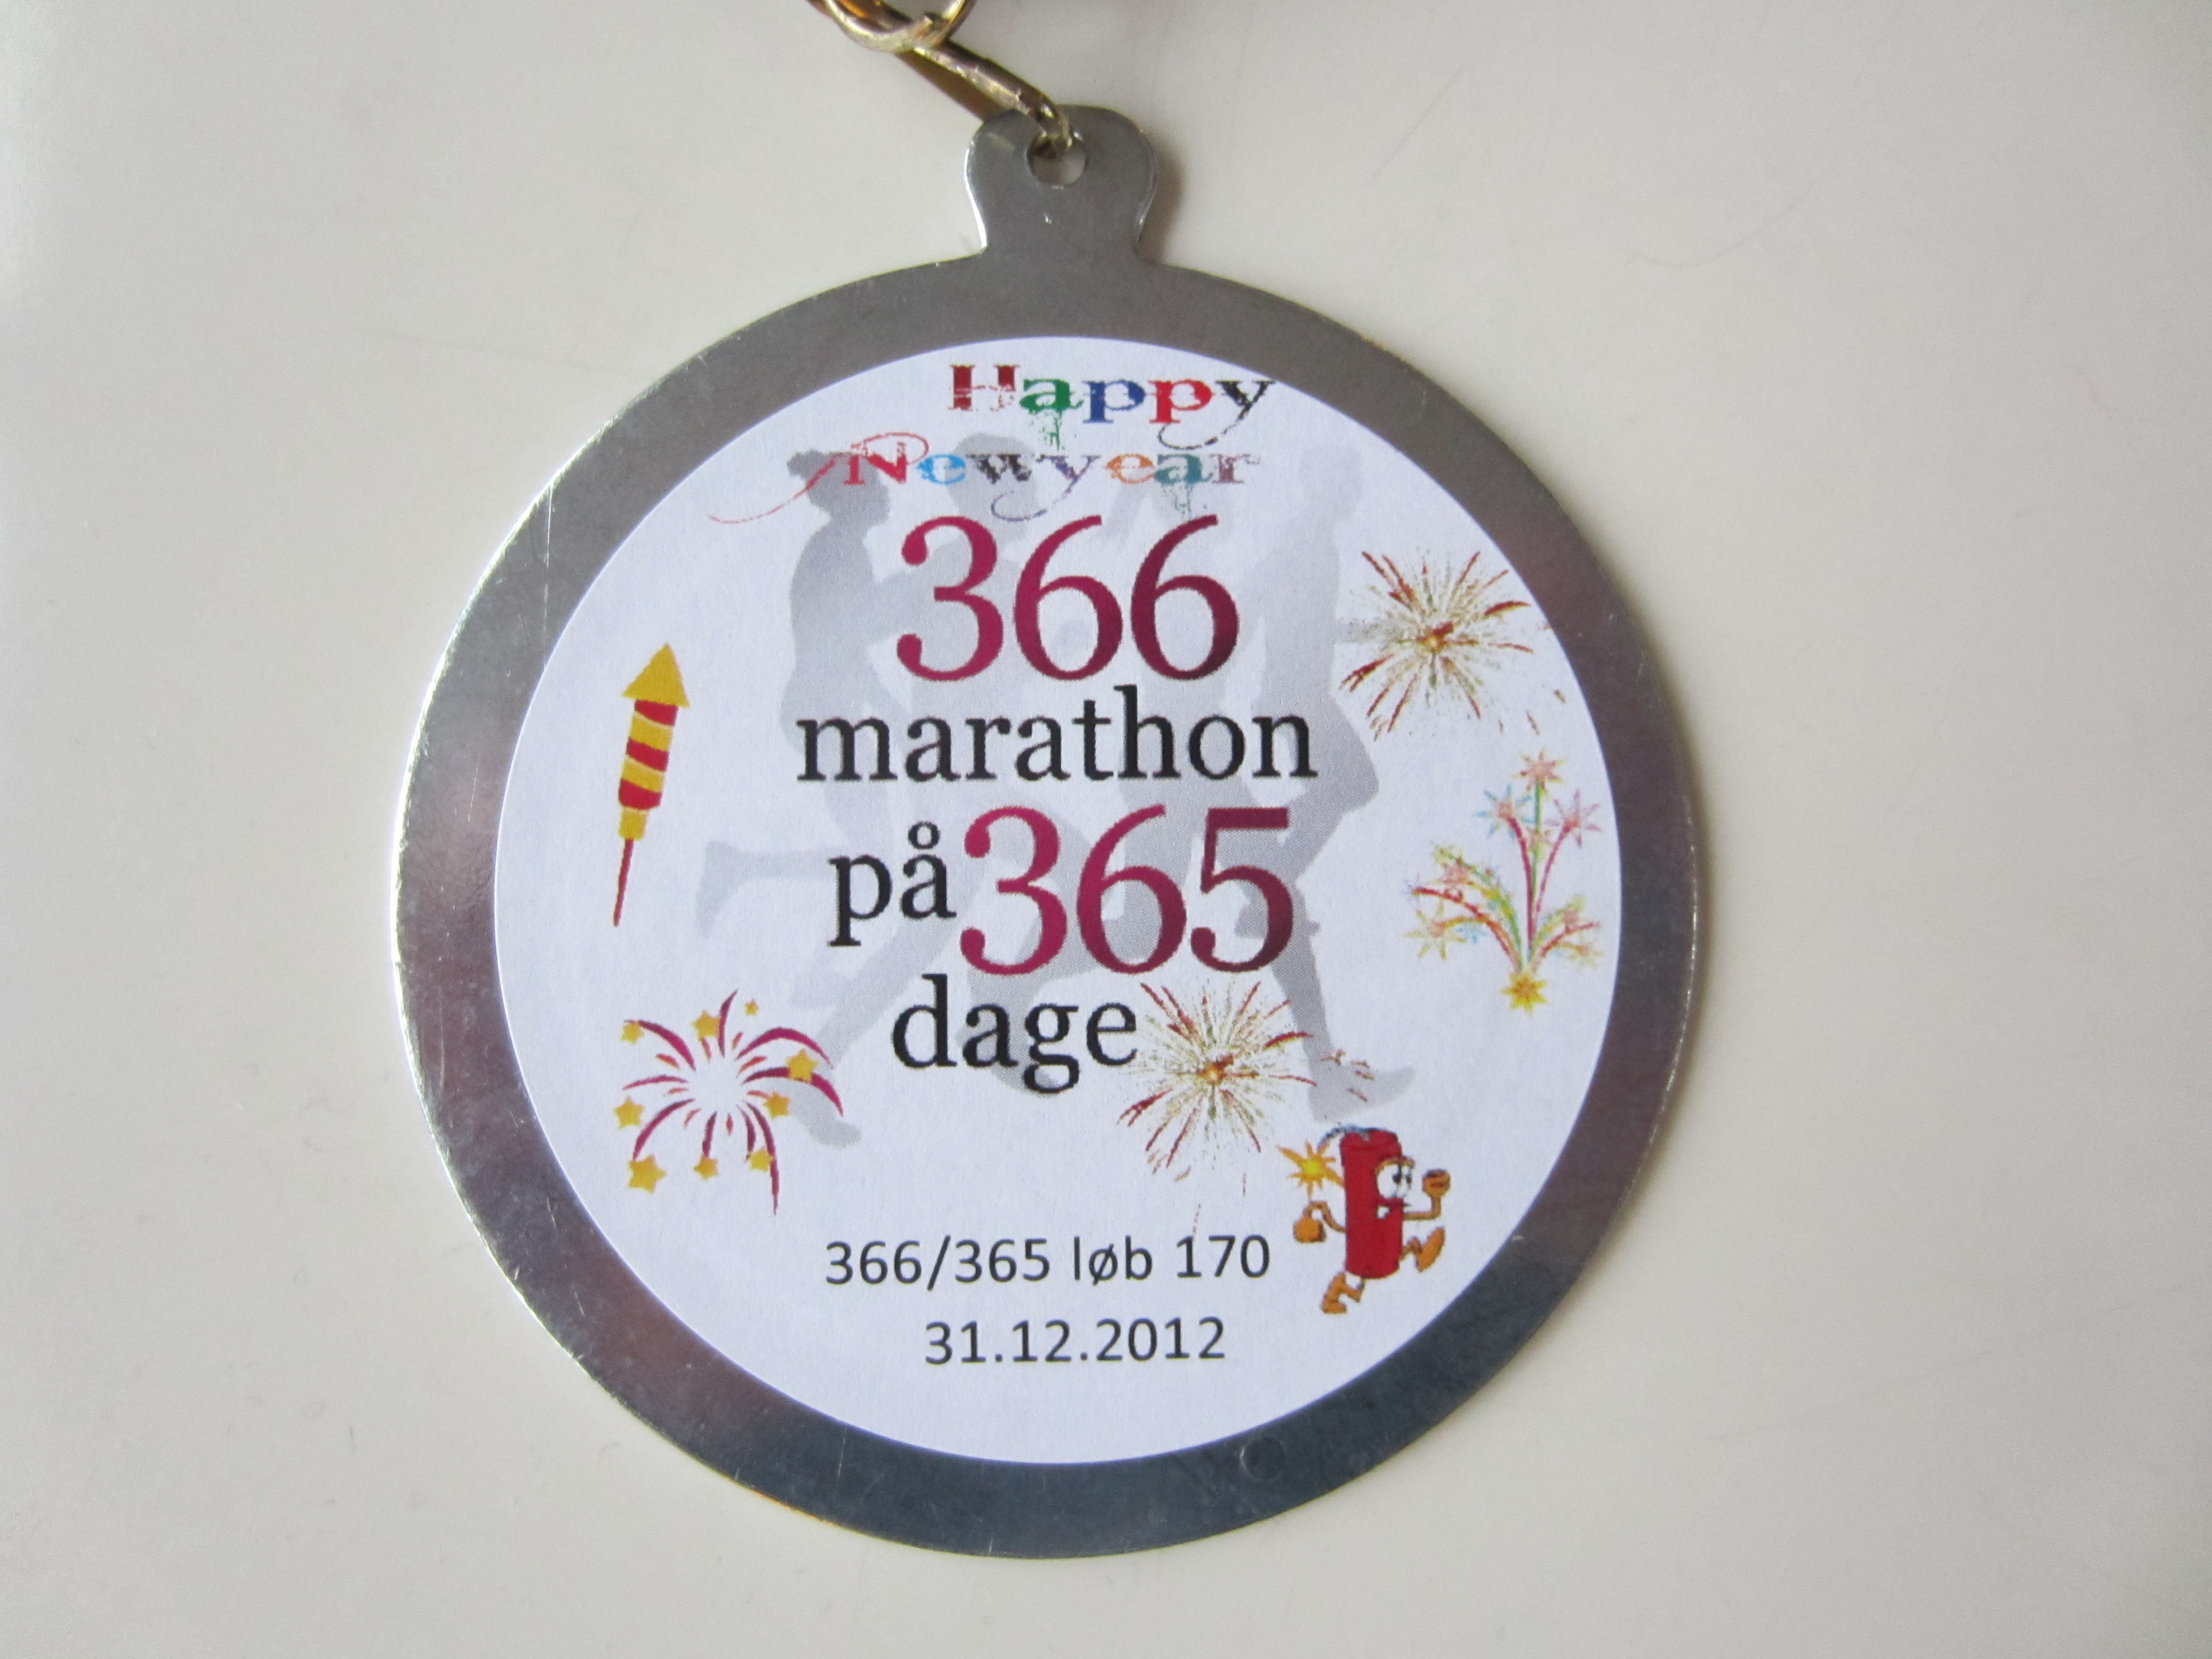 Happy
Newyear
366
marathon
på 365
dage
366/365 løb 170
31.12.2012